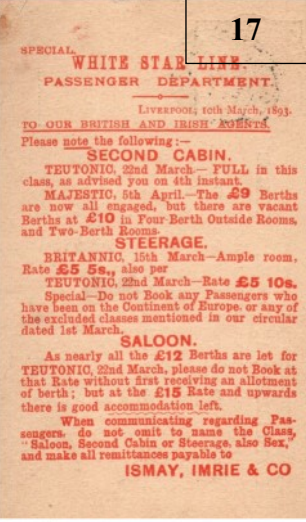 17
SPECIAL.
WHITE STAR LINE.
PASSENGER DEPARTMENT.
LIVERPOOL, 10th March, 1893.
TO OUR BRITISH AND IRISH AGENTS.
Please note the following:—
SECOND CABIN.
TEUTONIC, 22nd March— FULL in this
class, as advised you on 4th instant.
MAJESTIC, 5th April.—The £9 Berths
are now all engaged, but there are vacant
Berths at £10 in Four-Berth Outside Rooms,
and Two-Berth Rooms.
STEERAGE.
BRITANNIC, 15th March—Ample room,
Rate £5 5s., also per
TEUTONIC, 22nd March—Rate £5 10s.
Special—Do not Book any Passengers who
have been on the Continent of Europe, or any of
the excluded classes mentioned in our circular
dated 1st March.
SALOON.
As nearly all the £12 Berths are let for
TEUTONIC, 22nd March, please do not Book at
that Rate without first receiving an allotment
of berth; but at the £15 Rate and upwards
there is good accommodation left.
When communicating regarding Pas-
sengers, do not omit to name the Class,
"Saloon, Second Cabin or Steerage, also Sex,"
and make all remittances payable to
ISMAY, IMRIE & CO